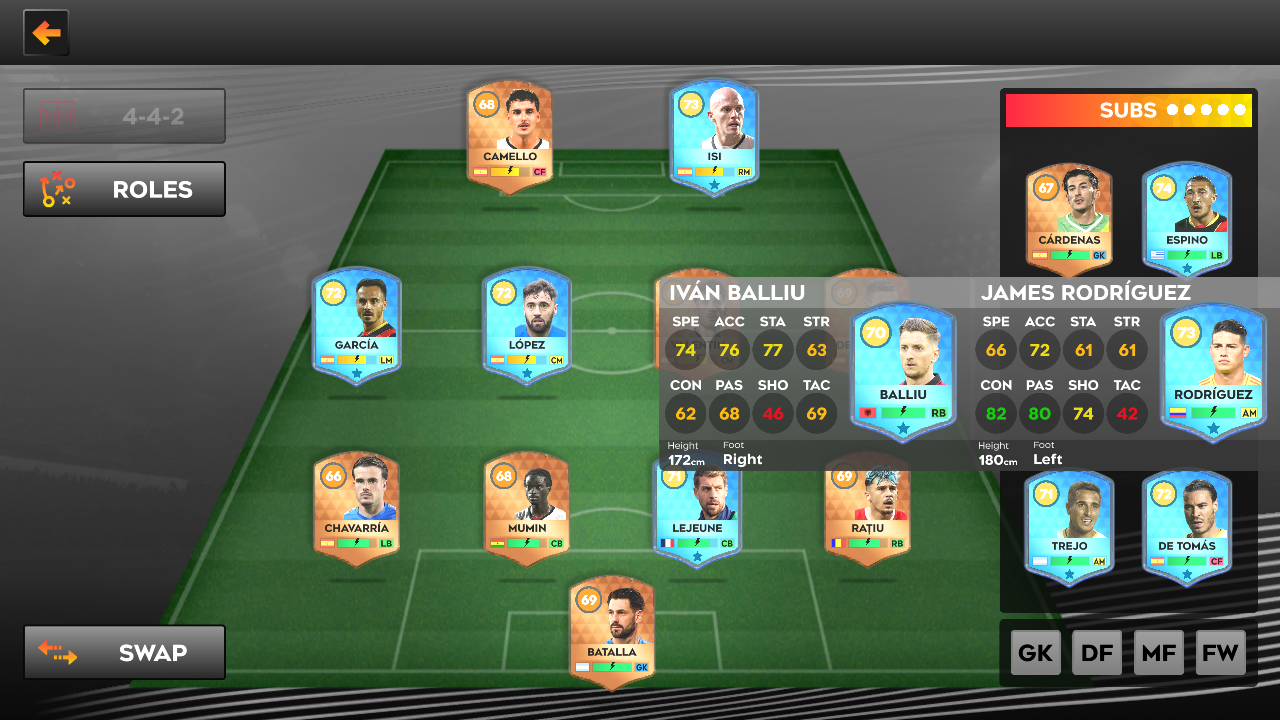 4-4-2
ROLES
SUBS
68
CAMELLO
CF
73
ISI
RM
67
CÁRDENAS
GK
74
ESPINO
LB
72
GARCÍA
LM
72
LÓPEZ
CM
69
IVÁN BALLIU
SPE ACC STA STR
74 76 77 63
CON PAS SHO TAC
62 68 46 69
Height Foot
172cm Right
70
BALLIU
RB
JAMES RODRÍGUEZ
SPE ACC STA STR
66 72 61 61
CON PAS SHO TAC
82 80 74 42
Height Foot
180cm Left
73
RODRÍGUEZ
AM
66
CHAVARRÍA
LB
68
MUMIN
CB
71
LEJEUNE
CB
69
RAȚIU
RB
71
TREJO
AM
72
DE TOMÁS
CF
69
BATALLA
GK
SWAP
GK DF MF FW